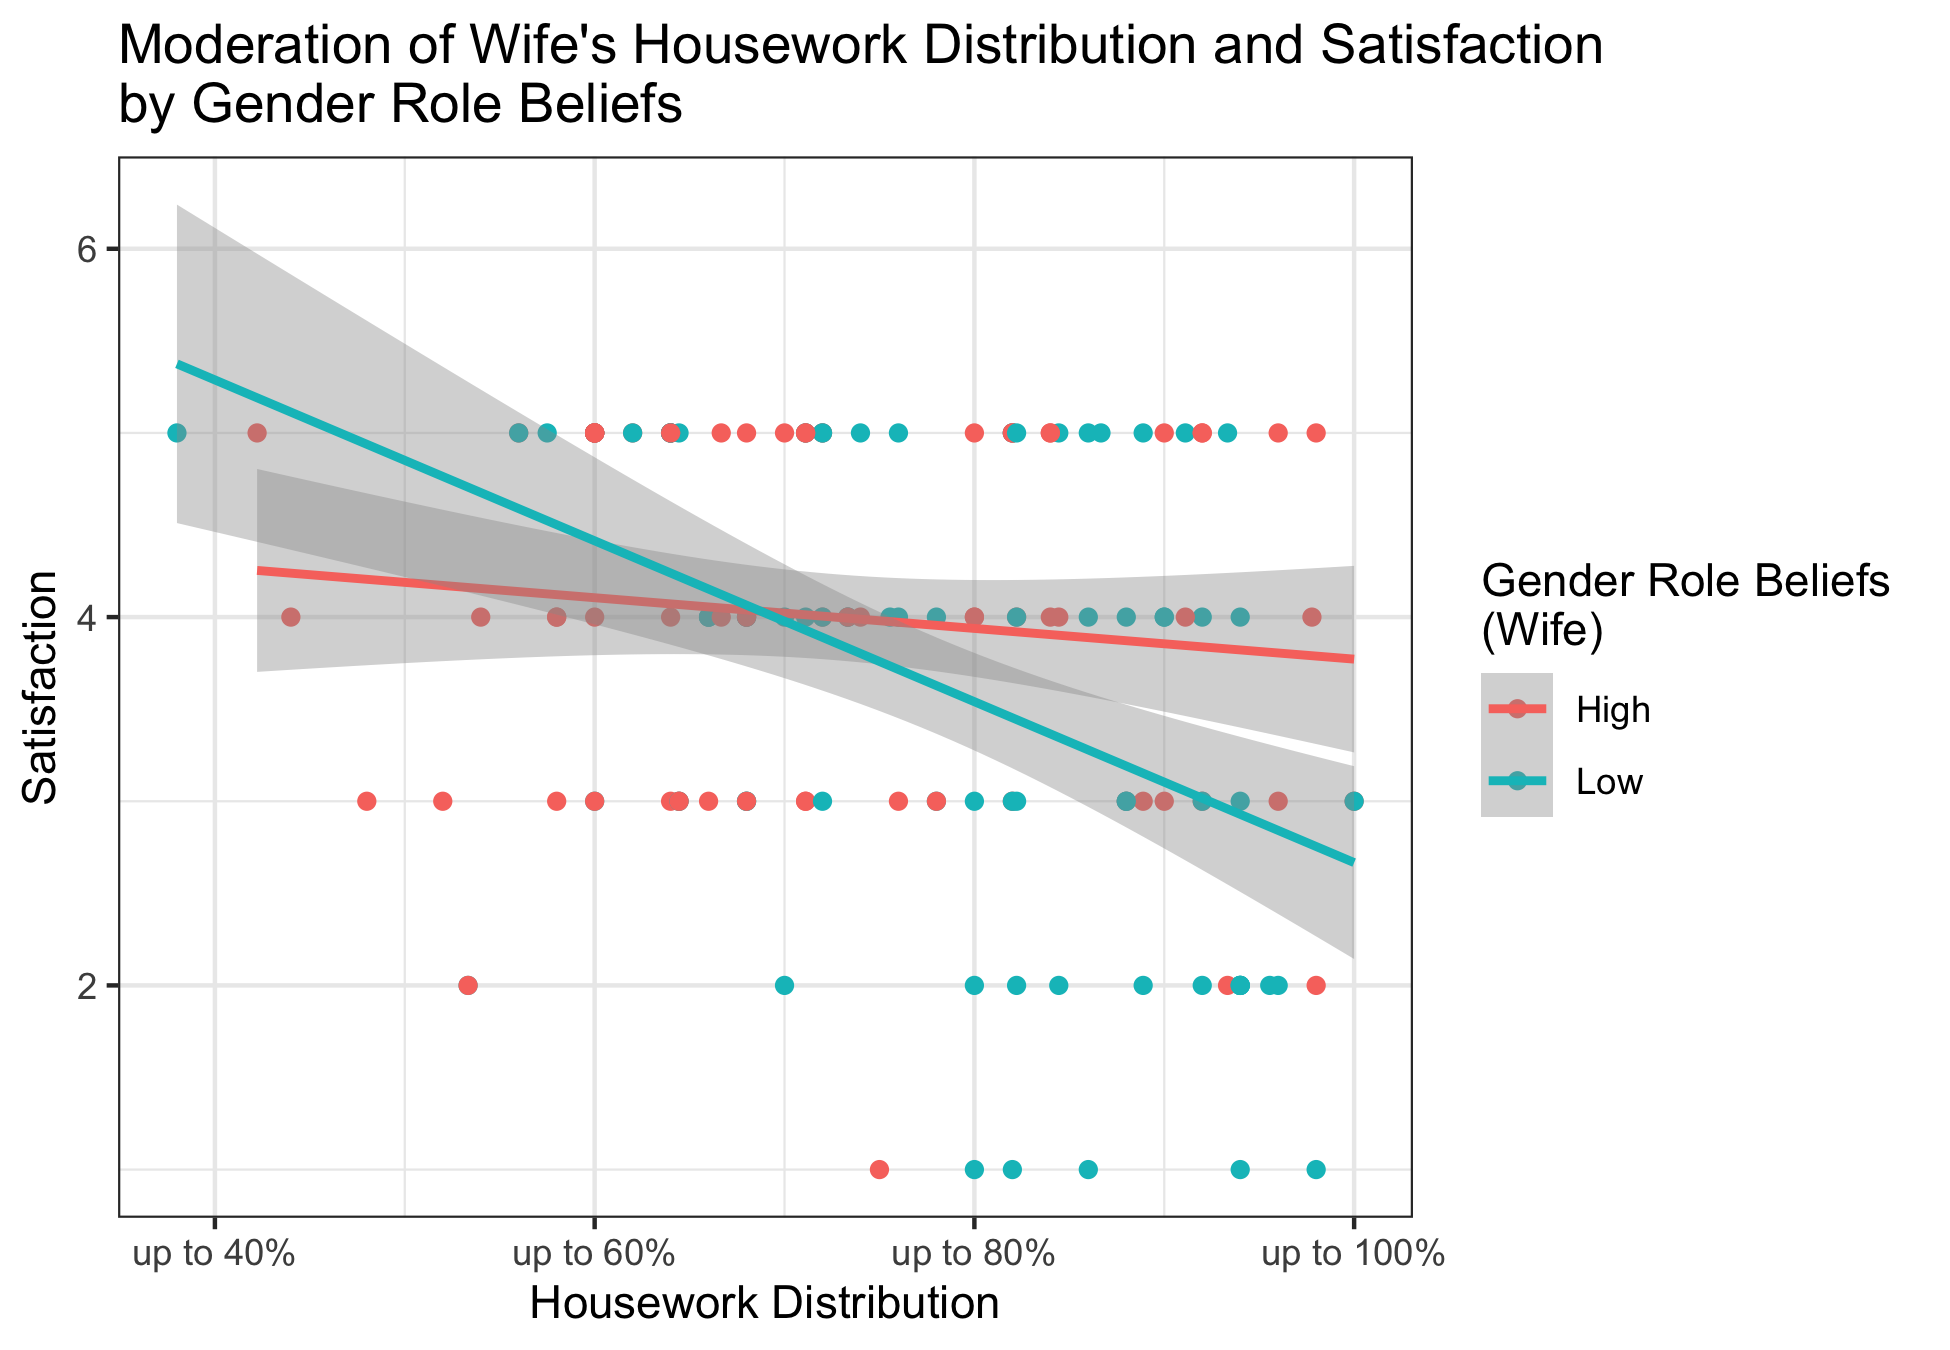 Moderation of Wife's Housework Distribution and Satisfaction
by Gender Role Beliefs
6
4
2
Satisfaction
up to 40%
up to 60%
up to 80%
up to 100%
Housework Distribution
Gender Role Beliefs
(Wife)
High
Low